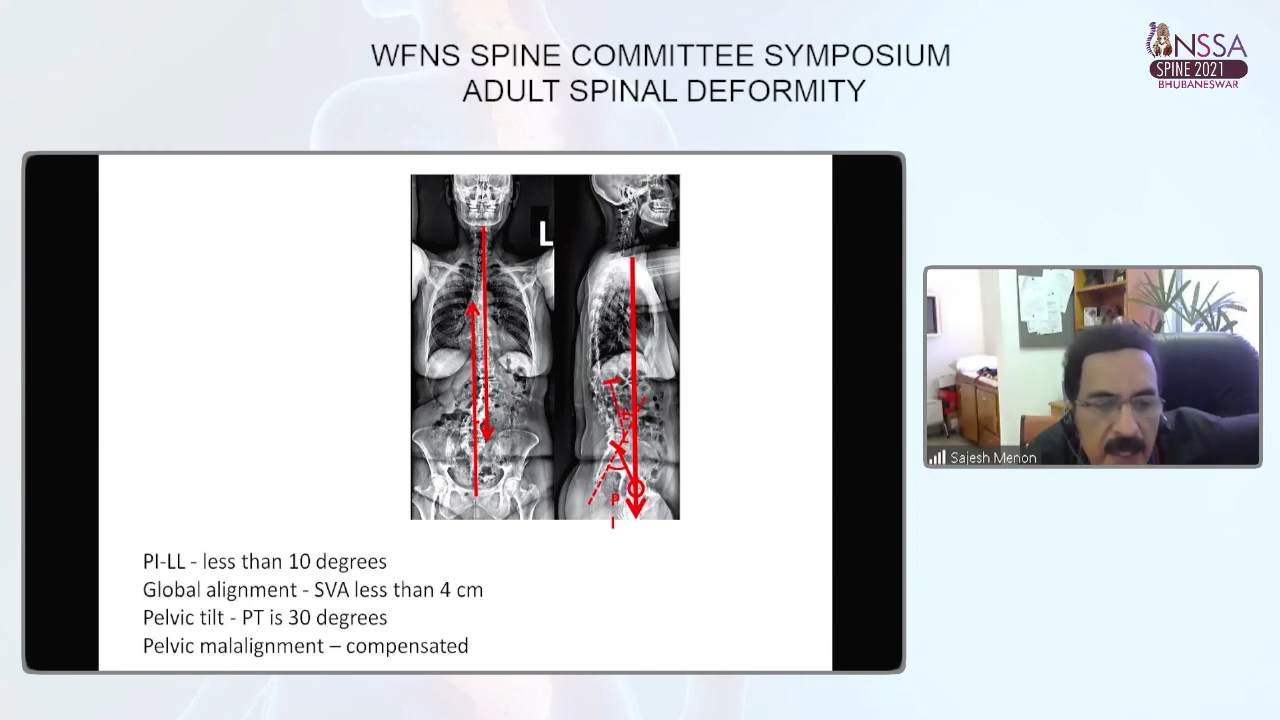 WFNS SPINE COMMITTEE SYMPOSIUM
ADULT SPINAL DEFORMITY
NSSA
SPINE 2021
BHUBANESWAR
L
P
I
PI-LL - less than 10 degrees
Global alignment - SVA less than 4 cm
Pelvic tilt - PT is 30 degrees
Pelvic malalignment – compensated
Sajesh Menon